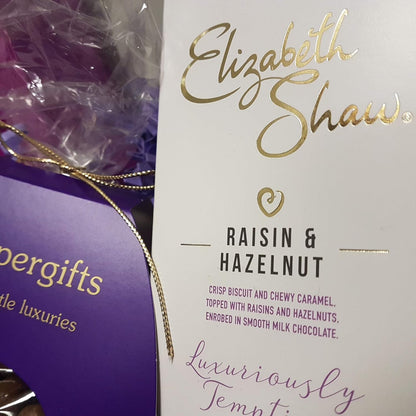 Elizabeth
Shaw®
RAISIN &
HAZELNUT
CRISP BISCUIT AND CHEWY CARAMEL,
TOPPED WITH RAISINS AND HAZELNUTS,
ENROBED IN SMOOTH MILK CHOCOLATE.
Luxuriously
pergifts
tle luxuries